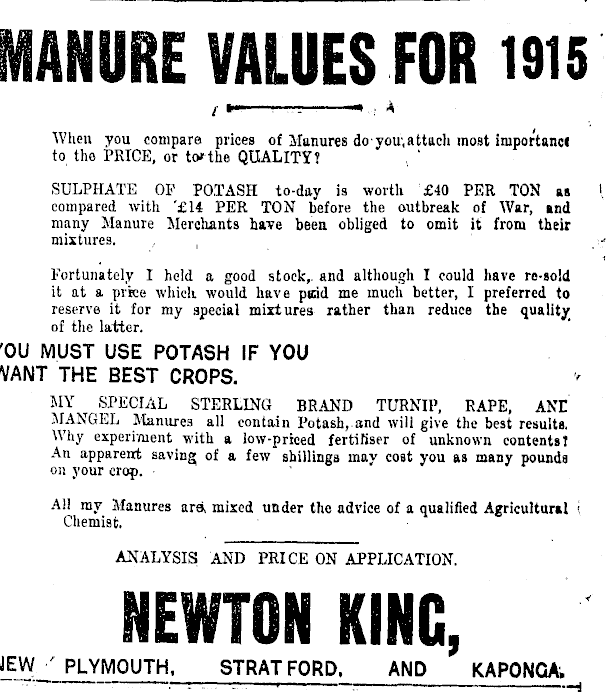 MANURE VALUES FOR 1915
When you compare prices of Manures do you attach most importance
to the PRICE, or to the QUALITY?
SULPHATE OF POTASH to-day is worth £40 PER TON as
compared with £14 PER TON before the outbreak of War, and
many Manure Merchants have been obliged to omit it from their
mixtures.
Fortunately I held a good stock, and although I could have re-sold
it at a price which would have paid me much better, I preferred to
reserve it for my special mixtures rather than reduce the quality
of the latter.
YOU MUST USE POTASH IF YOU
WANT THE BEST CROPS.
MY SPECIAL STERLING BRAND TURNIP, RAPE, AND
MANGEL Manures all contain Potash, and will give the best results.
Why experiment with a low-priced fertiliser of unknown contents?
An apparent saving of a few shillings may cost you as many pounds
on your crop.
All my Manures are mixed under the advice of a qualified Agricultural
Chemist.
ANALYSIS AND PRICE ON APPLICATION.
NEWTON KING,
NEW PLYMOUTH, STRATFORD, AND KAPONGA.